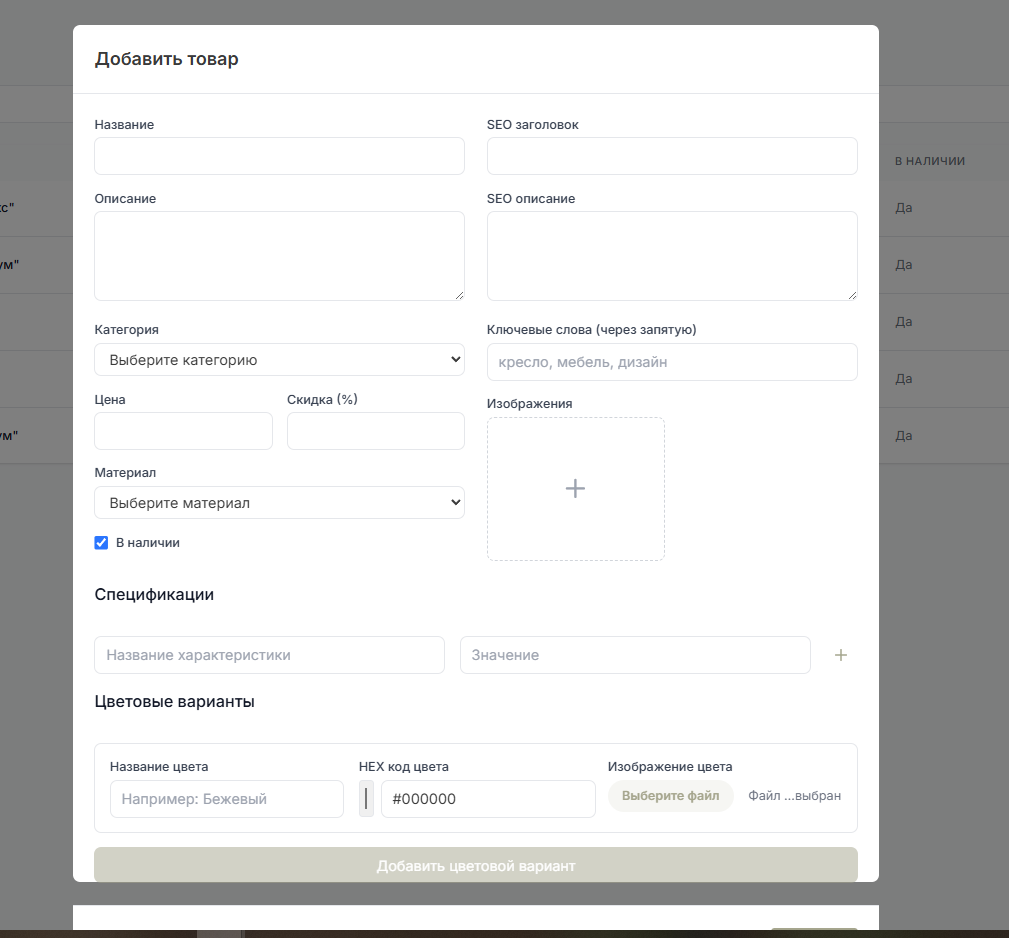 Добавить товар
Название
SEO заголовок
Описание
SEO описание
Категория
Выберите категорию
Ключевые слова (через запятую)
кресло, мебель, дизайн
Цена
Скидка (%)
Изображения
Материал
Выберите материал
В наличии
Спецификации
Название характеристики
Значение
Цветовые варианты
Название цвета
HEX код цвета
Изображение цвета
Например: Бежевый
#000000
Выберите файл
Файл ...выбран
Добавить цветовой вариант
В НАЛИЧИИ
Да
Да
Да
Да
Да